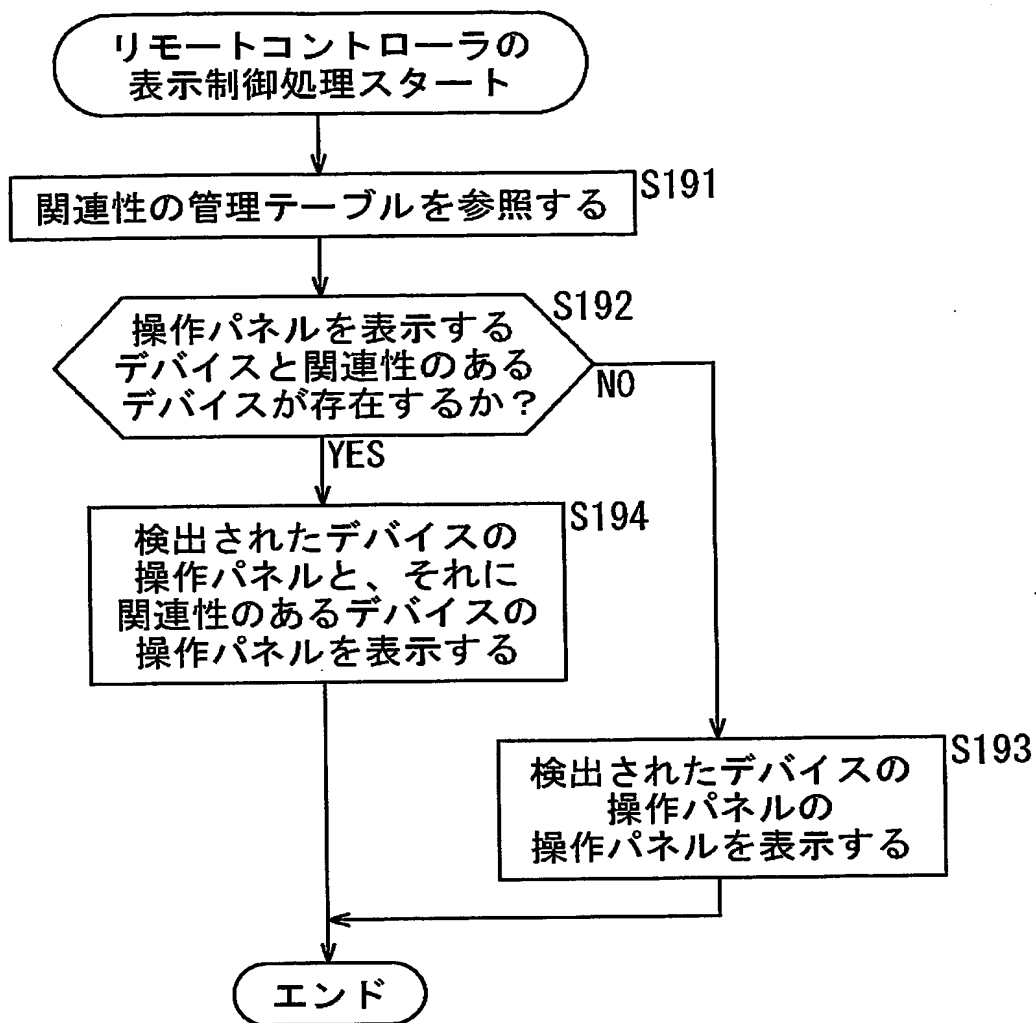 リモートコントローラの
表示制御処理スタート
関連性の管理テーブルを参照する
S191
操作パネルを表示する
デバイスと関連性のある
デバイスが存在するか？
S192
NO
YES
検出されたデバイスの
操作パネルと、それに
関連性のあるデバイスの
操作パネルを表示する
S194
検出されたデバイスの
操作パネルの
操作パネルを表示する
S193
エンド